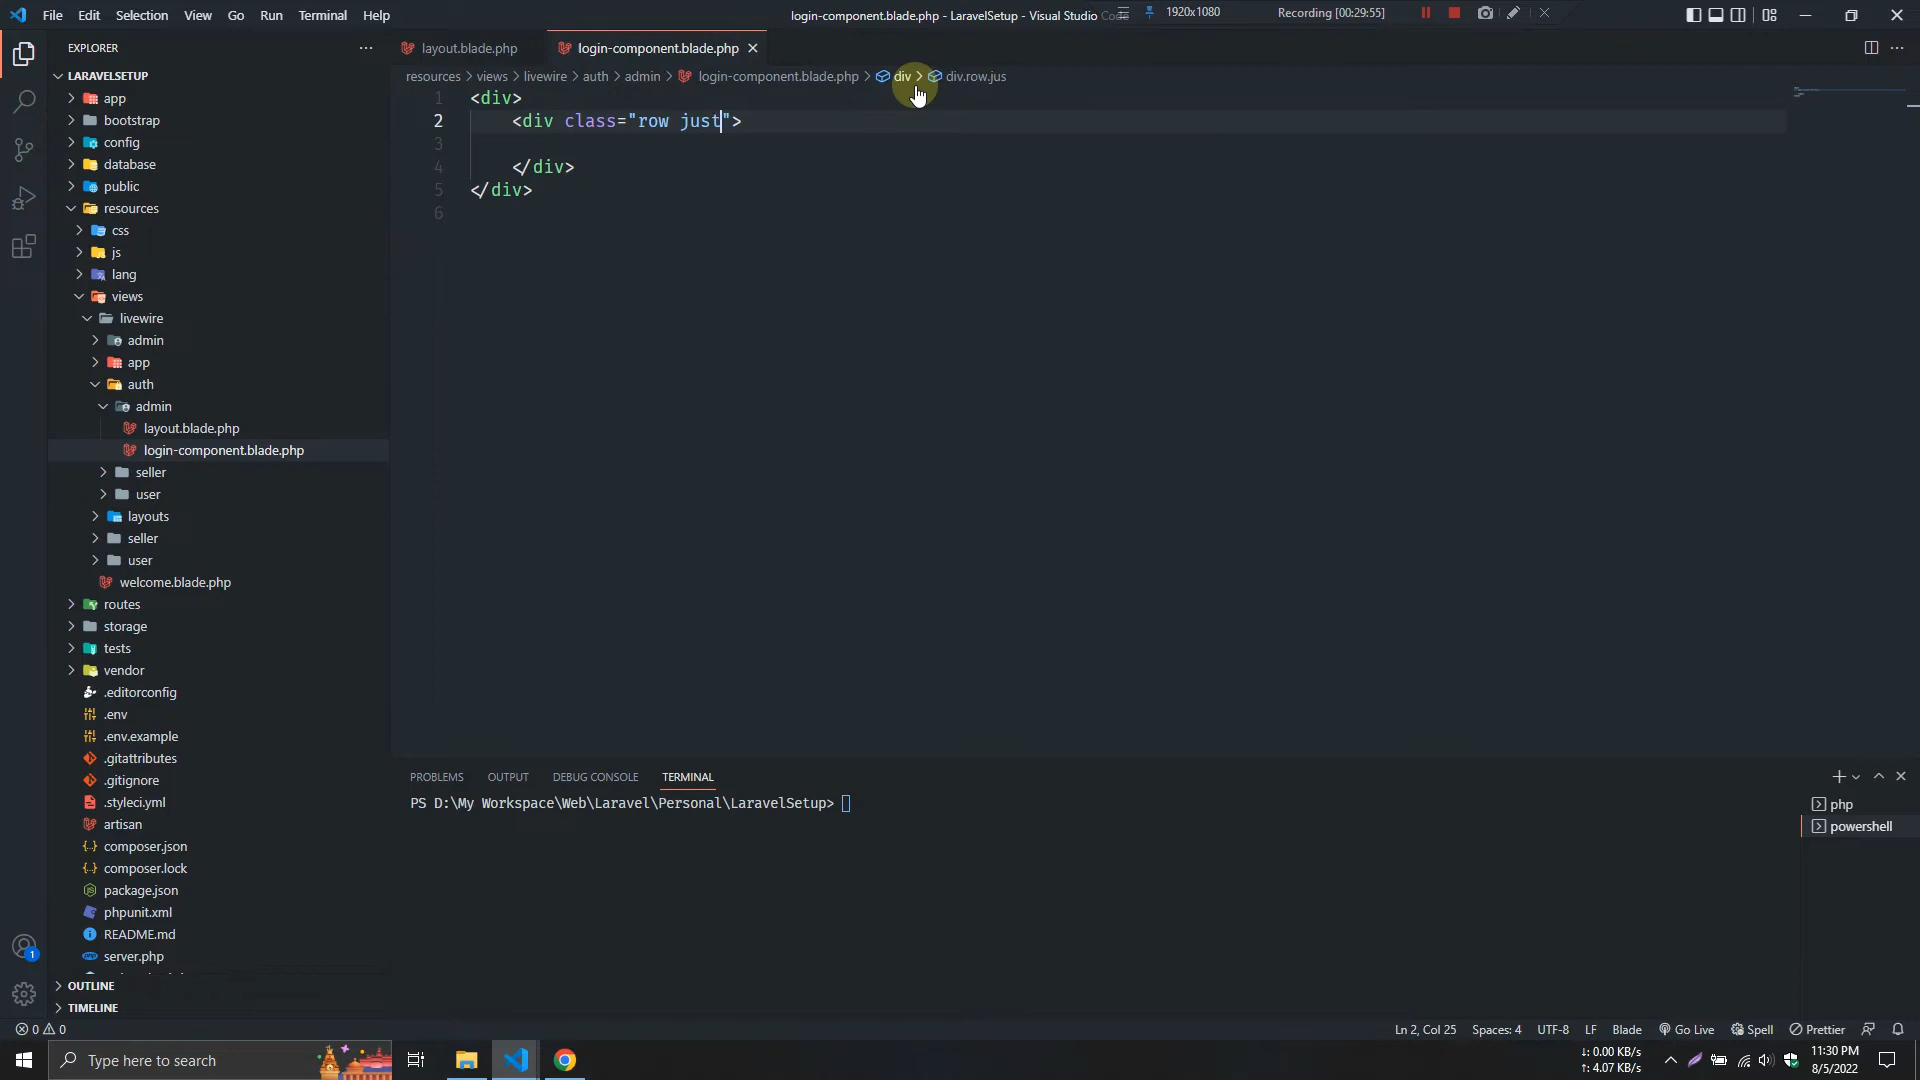 File Edit Selection View Go Run Terminal Help
login-component.blade.php - LaravelSetup - Visual Studio Code
1920x1080
Recording [00:29:55]
EXPLORER
layout.blade.php
login-component.blade.php
LARAVELSETUP
resources > views > livewire > auth > admin > login-component.blade.php > div > div.row.jus
app
bootstrap
config
database
public
resources
css
js
lang
views
livewire
admin
app
auth
admin
layout.blade.php
login-component.blade.php
seller
user
layouts
seller
user
welcome.blade.php
routes
storage
tests
vendor
.editorconfig
.env
.env.example
.gitattributes
.gitignore
.styleci.yml
artisan
composer.json
composer.lock
package.json
phpunit.xml
README.md
server.php
OUTLINE
TIMELINE
1 <div>
2 <div class="row just">
3
4 </div>
5 </div>
6
PROBLEMS OUTPUT DEBUG CONSOLE TERMINAL
PS D:\My Workspace\Web\Laravel\Personal\LaravelSetup>
php
powershell
1
0 0
Ln 2, Col 25 Spaces: 4 UTF-8 LF Blade Go Live Spell Prettier
Type here to search
↓: 0.00 KB/s
↑: 4.07 KB/s
11:30 PM
8/5/2022